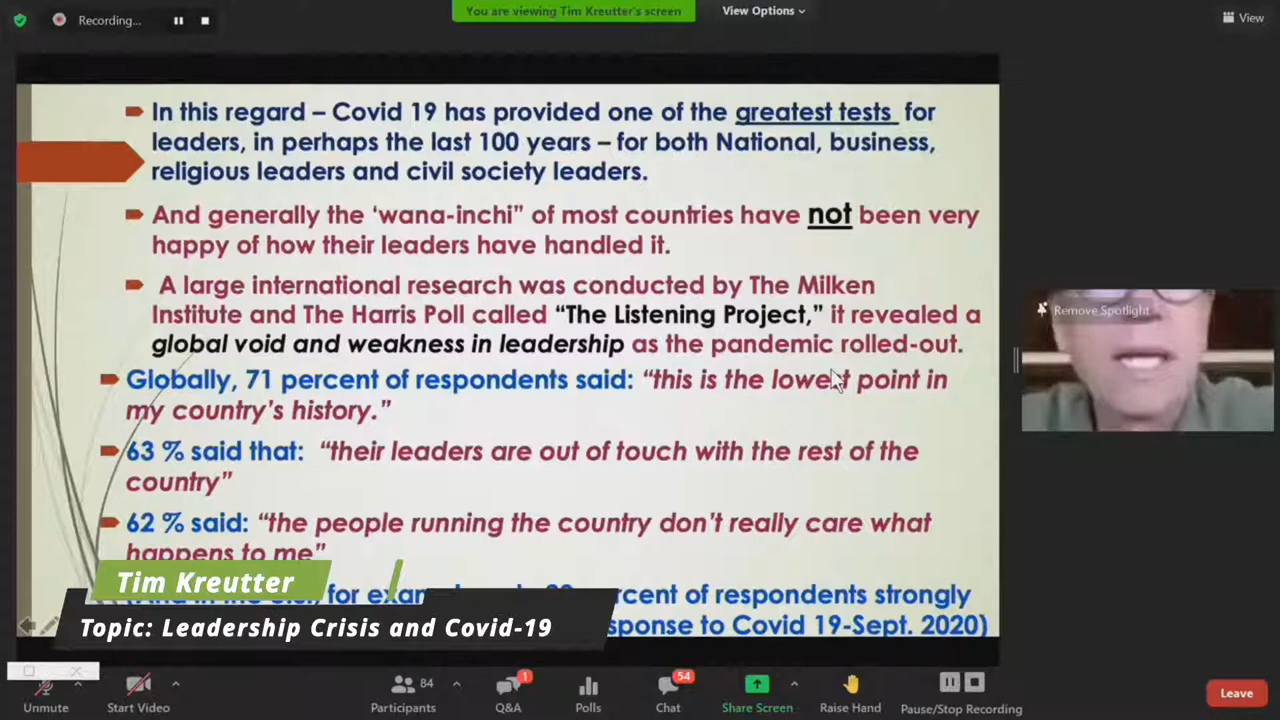 Recording...
You are viewing Tim Kreutter's screen
View Options
View
In this regard – Covid 19 has provided one of the greatest tests for
leaders, in perhaps the last 100 years – for both National, business,
religious leaders and civil society leaders.
And generally the ‘wana-inchi” of most countries have not been very
happy of how their leaders have handled it.
A large international research was conducted by The Milken
Institute and The Harris Poll called “The Listening Project,” it revealed a
global void and weakness in leadership as the pandemic rolled-out.
Globally, 71 percent of respondents said: “this is the lowest point in
my country’s history.”
63 % said that: “their leaders are out of touch with the rest of the
country”
62 % said: “the people running the country don’t really care what
happens to me”
for of respondents strongly
response to Covid 19-Sept. 2020)
Remove Spotlight
Tim Kreutter
Topic: Leadership Crisis and Covid-19
Unmute
Start Video
84
Participants
1
Q&A
Polls
54
Chat
Share Screen
Raise Hand
Pause/Stop Recording
Leave